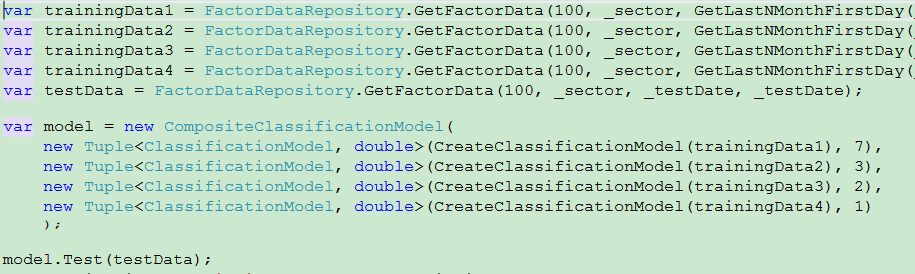 var trainingData1 = FactorDataRepository.GetFactorData(100, _sector, GetLastNMonthFirstDay(
var trainingData2 = FactorDataRepository.GetFactorData(100, _sector, GetLastNMonthFirstDay(
var trainingData3 = FactorDataRepository.GetFactorData(100, _sector, GetLastNMonthFirstDay(
var trainingData4 = FactorDataRepository.GetFactorData(100, _sector, GetLastNMonthFirstDay(
var testData = FactorDataRepository.GetFactorData(100, _sector, _testDate, _testDate);
var model = new CompositeClassificationModel(
new Tuple<ClassificationModel, double>(CreateClassificationModel(trainingData1), 7),
new Tuple<ClassificationModel, double>(CreateClassificationModel(trainingData2), 3),
new Tuple<ClassificationModel, double>(CreateClassificationModel(trainingData3), 2),
new Tuple<ClassificationModel, double>(CreateClassificationModel(trainingData4), 1)
);
model.Test(testData);